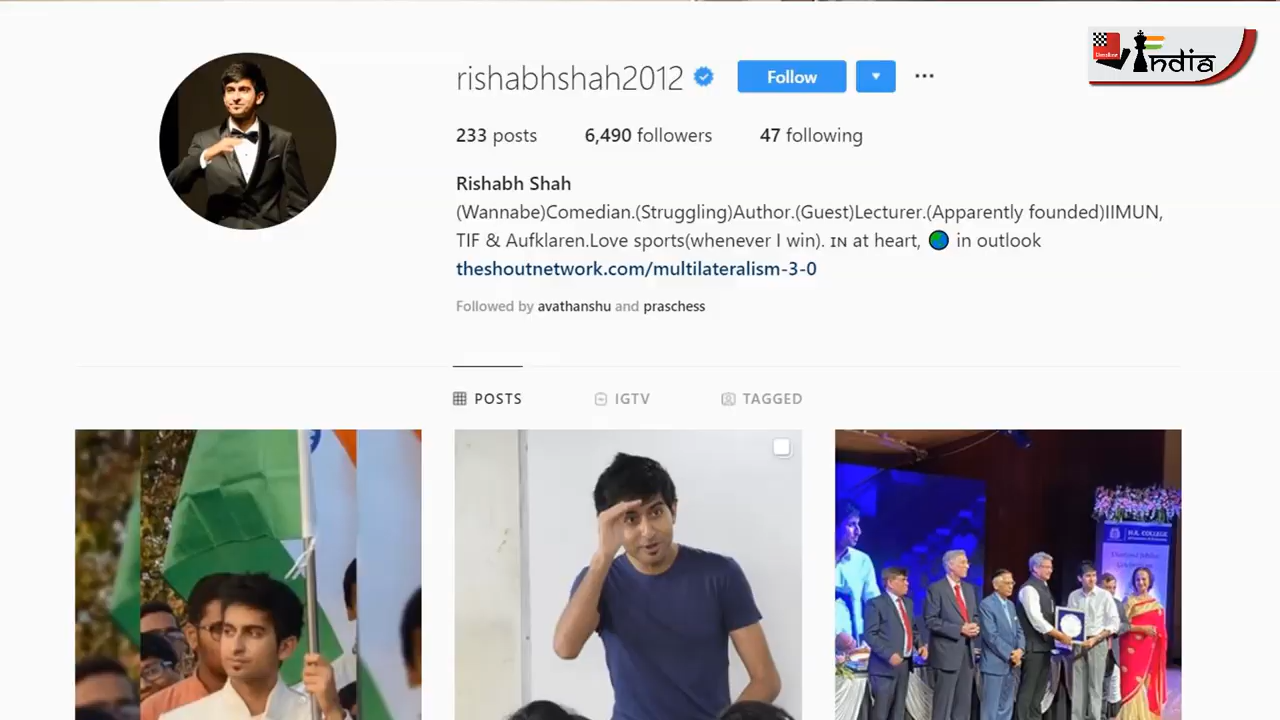 India
rishabhshah2012
Follow
233 posts 6,490 followers 47 following
Rishabh Shah
(Wannabe)Comedian.(Struggling)Author.(Guest)Lecturer.(Apparently founded)IIMUN,
TIF & Aufklaren.Love sports(whenever I win). ɪɴ at heart, 🌏 in outlook
theshoutnetwork.com/multilateralism-3-0
Followed by avathanshu and praschess
POSTS IGTV TAGGED
H.R. COLLEGE